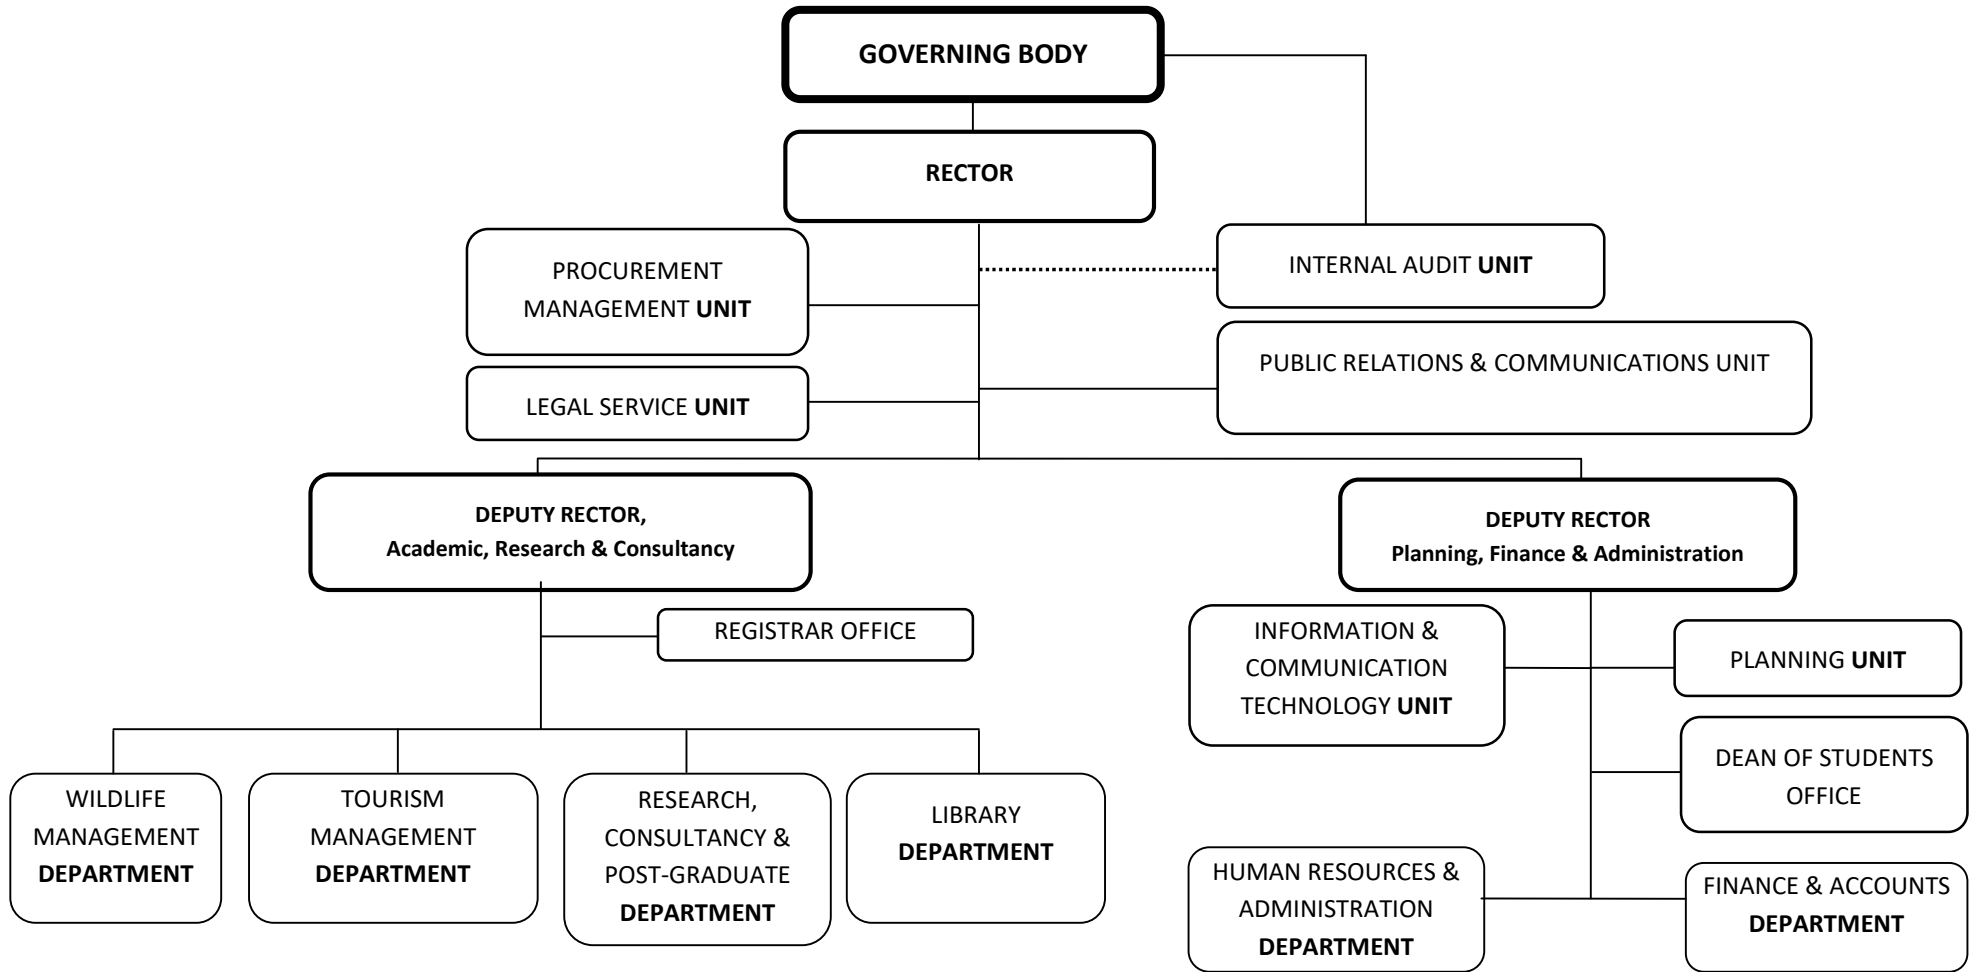 GOVERNING BODY
RECTOR
PROCUREMENT
MANAGEMENT UNIT
INTERNAL AUDIT UNIT
PUBLIC RELATIONS & COMMUNICATIONS UNIT
LEGAL SERVICE UNIT
DEPUTY RECTOR,
Academic, Research & Consultancy
DEPUTY RECTOR
Planning, Finance & Administration
REGISTRAR OFFICE
INFORMATION &
COMMUNICATION
TECHNOLOGY UNIT
PLANNING UNIT
DEAN OF STUDENTS
OFFICE
WILDLIFE
MANAGEMENT
DEPARTMENT
TOURISM
MANAGEMENT
DEPARTMENT
RESEARCH,
CONSULTANCY &
POST-GRADUATE
DEPARTMENT
LIBRARY
DEPARTMENT
HUMAN RESOURCES &
ADMINISTRATION
DEPARTMENT
FINANCE & ACCOUNTS
DEPARTMENT